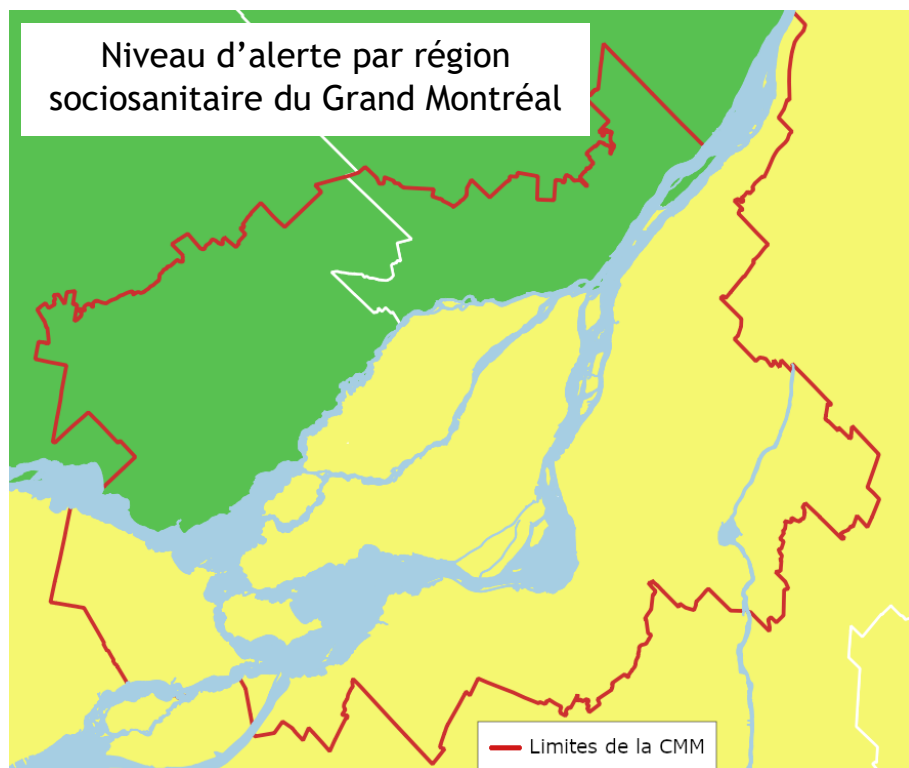 Niveau d’alerte par région
sociosanitaire du Grand Montréal
Limites de la CMM